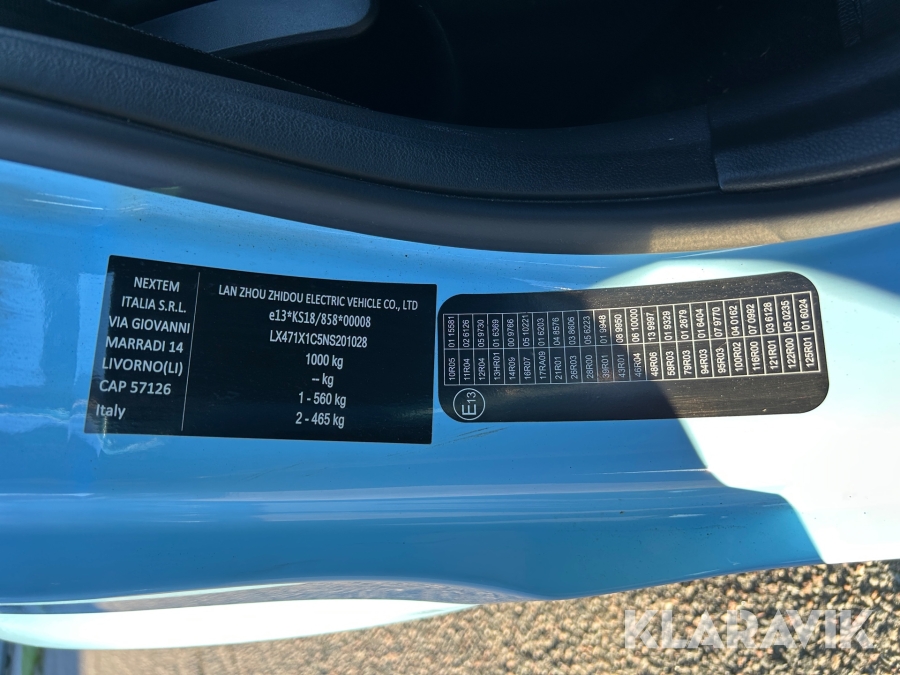 NEXTEM
ITALIA S.R.L.
VIA GIOVANNI
MARRADI 14
LIVORNO(LI)
CAP 57126
Italy
LAN ZHOU ZHIDOU ELECTRIC VEHICLE CO., LTD
e13*KS18/858*00008
LX471X1C5NS201028
1000 kg
-- kg
1 - 560 kg
2 - 465 kg
10R05 01 15581
11R04 02 6126
12R04 05 9730
13HR01 01 6369
14R09 00 9766
16R07 05 10221
17RA09 01 6203
21R01 04 8576
26R03 03 8606
28R00 05 6223
39R01 01 9948
43R01 08 9950
46R04 06 10000
48R06 13 9997
58R03 01 9329
79R03 01 2679
94R03 01 6404
95R03 07 9770
100R02 04 0162
116R00 07 0992
121R01 03 6128
122R00 05 0235
125R01 01 6024
E13
KLARAVIK